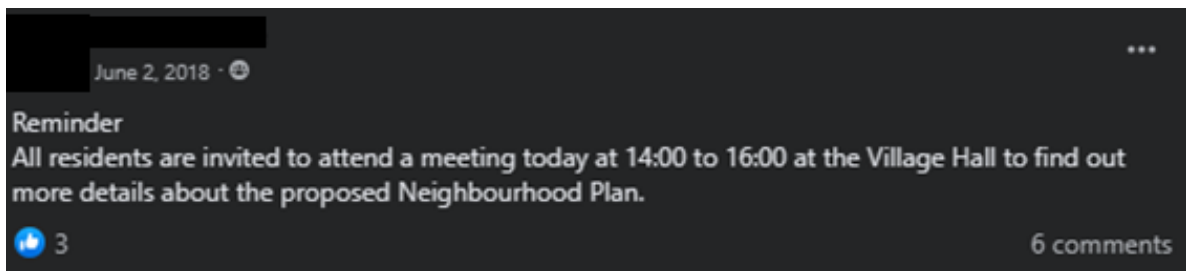 June 2, 2018 ·
Reminder
All residents are invited to attend a meeting today at 14:00 to 16:00 at the Village Hall to find out
more details about the proposed Neighbourhood Plan.
3
6 comments